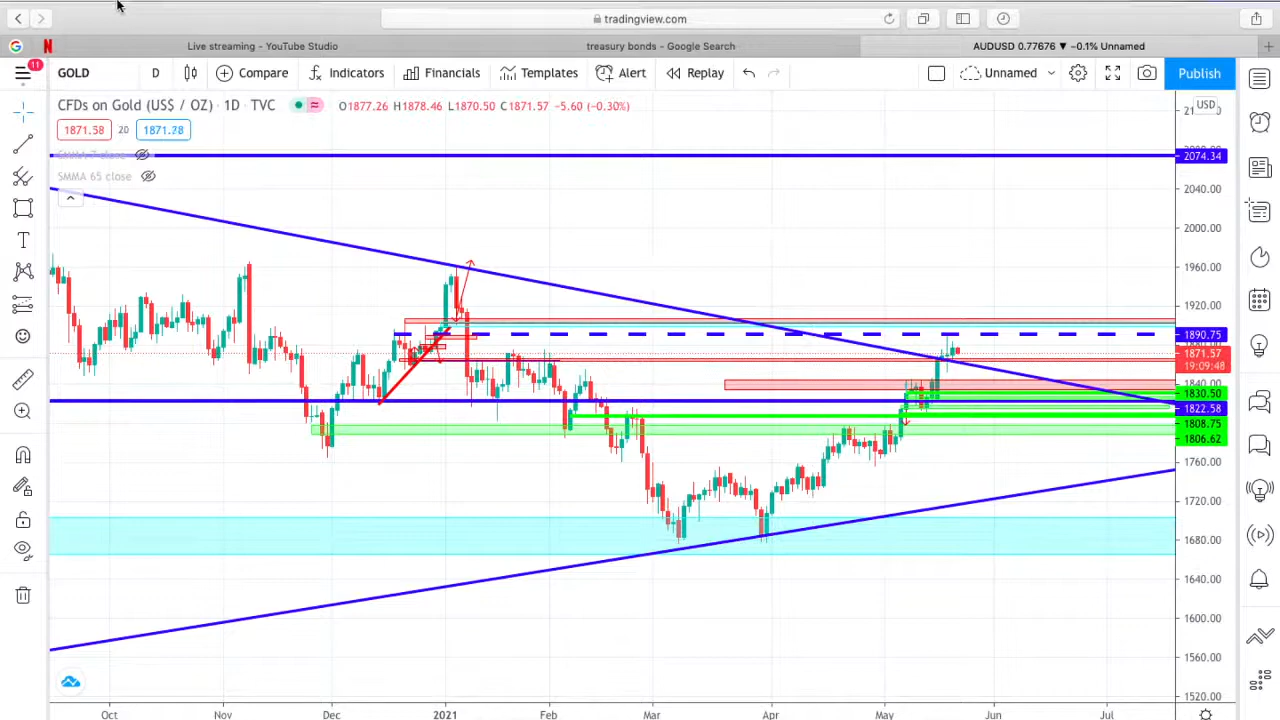 tradingview.com
Live streaming - YouTube Studio
treasury bonds - Google Search
AUDUSD 0.77676 ▼ −0.1% Unnamed
11
GOLD
D
Compare
Indicators
Financials
Templates
Alert
Replay
Unnamed
Publish
CFDs on Gold (US$ / OZ) · 1D · TVC
O1877.26 H1878.46 L1870.50 C1871.57 −5.60 (−0.30%)
USD
1871.58
20
1871.78
SMMA 7 close
SMMA 65 close
2074.34
2040.00
2000.00
1960.00
1920.00
1890.75
1871.57
19:09:48
1840.00
1830.50
1822.58
1808.75
1806.62
1760.00
1720.00
1680.00
1640.00
1600.00
1560.00
1520.00
Oct
Nov
Dec
2021
Feb
Mar
Apr
May
Jun
Jul